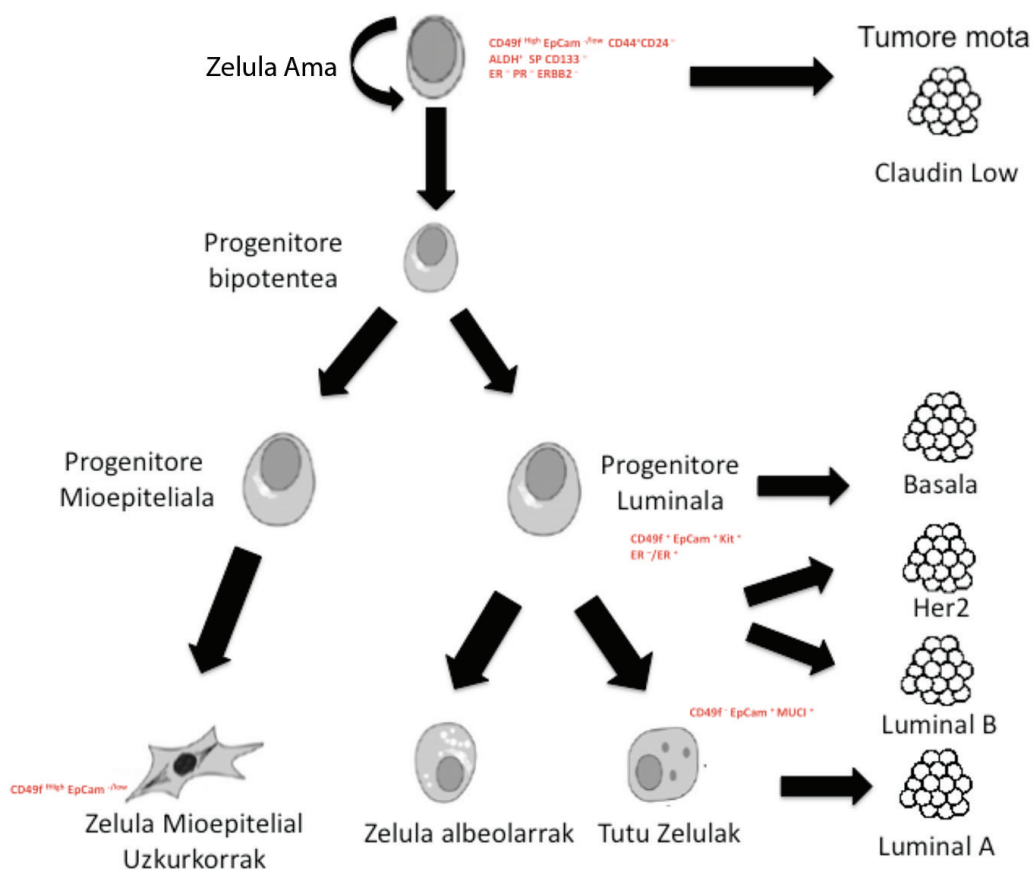 Zelula Ama
CD49f High EpCam -/low CD44+CD24-
ALDH+ SP CD133-
ER- PR- ERBB2-
Tumore mota
Claudin Low
Progenitore
bipotentea
Progenitore
Mioepiteliala
Progenitore
Luminala
CD49f + EpCam + Kit +
ER -/ER +
Basala
Her2
Luminal B
CD49f - EpCam + MUCI +
CD49f High EpCam -/low
Zelula Mioepitelial
Uzkurkorrak
Zelula albeolarrak
Tutu Zelulak
Luminal A